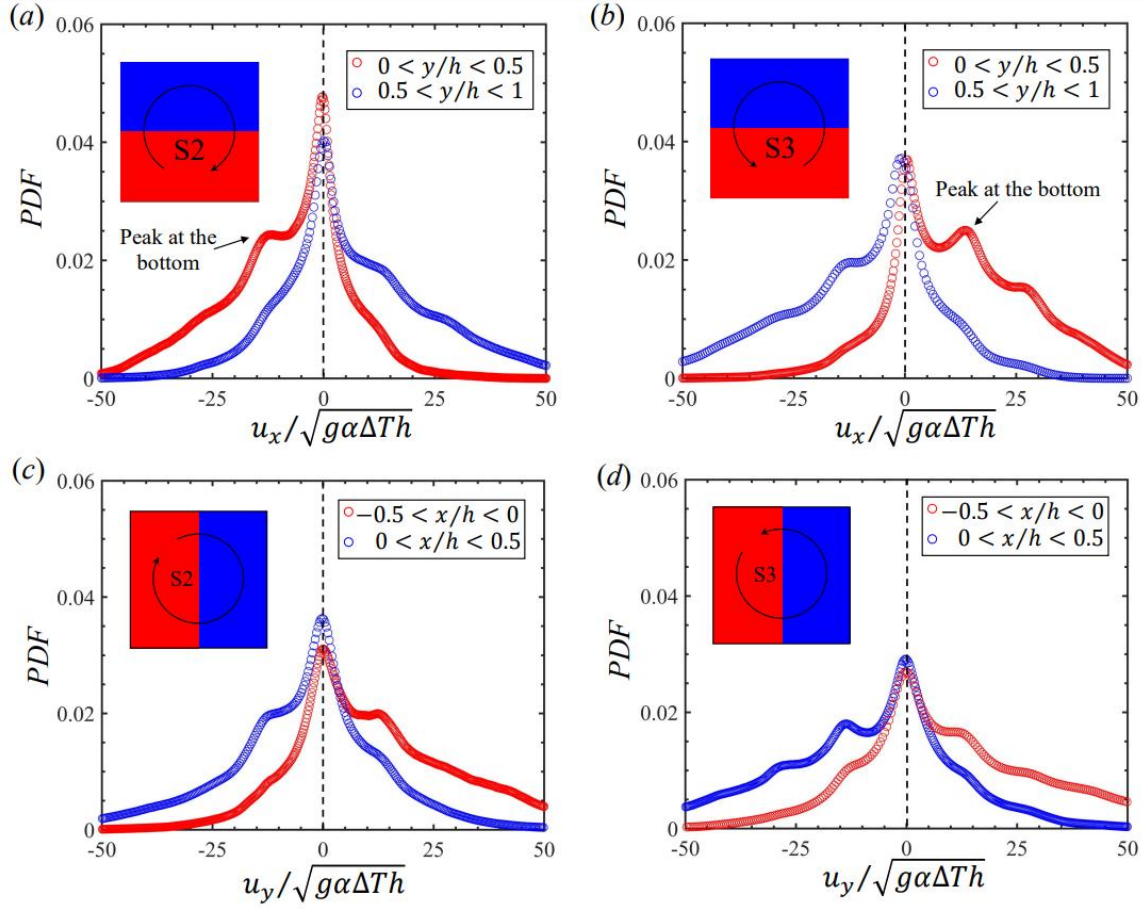 (a)
0.06
0.04
0.02
0
PDF
S2
0 < y/h < 0.5
0.5 < y/h < 1
Peak at the
bottom
-50 -25 0 25 50
u_x/√gαΔTh
(b)
0.06
0.04
0.02
0
PDF
S3
0 < y/h < 0.5
0.5 < y/h < 1
Peak at the bottom
-50 -25 0 25 50
u_x/√gαΔTh
(c)
0.06
0.04
0.02
0
PDF
S2
−0.5 < x/h < 0
0 < x/h < 0.5
-50 -25 0 25 50
u_y/√gαΔTh
(d)
0.06
0.04
0.02
0
PDF
S3
−0.5 < x/h < 0
0 < x/h < 0.5
-50 -25 0 25 50
u_y/√gαΔTh